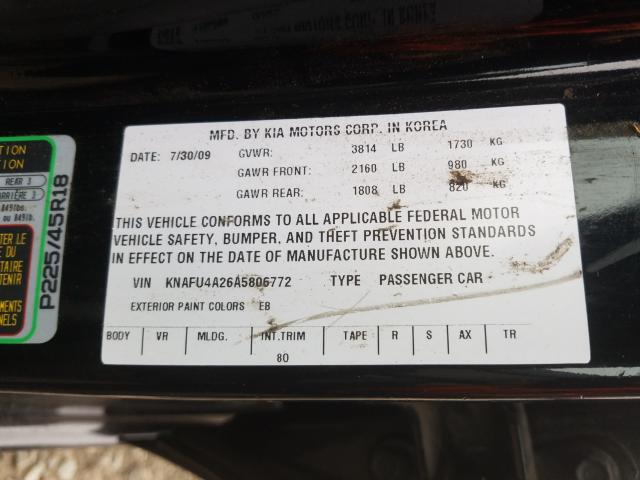 MFD. BY KIA MOTORS CORP. IN KOREA
DATE: 7/30/09 GVWR: 3814 LB 1730 KG
GAWR FRONT: 2160 LB 980 KG
GAWR REAR: 1808 LB 820 KG
THIS VEHICLE CONFORMS TO ALL APPLICABLE FEDERAL MOTOR
VEHICLE SAFETY, BUMPER, AND THEFT PREVENTION STANDARDS
IN EFFECT ON THE DATE OF MANUFACTURE SHOWN ABOVE.
VIN KNAFU4A26A5806772 TYPE PASSENGER CAR
EXTERIOR PAINT COLORS EB
BODY VR MLDG. INT.TRIM TAPE R S AX TR
80
REAR 3
P225/45R18